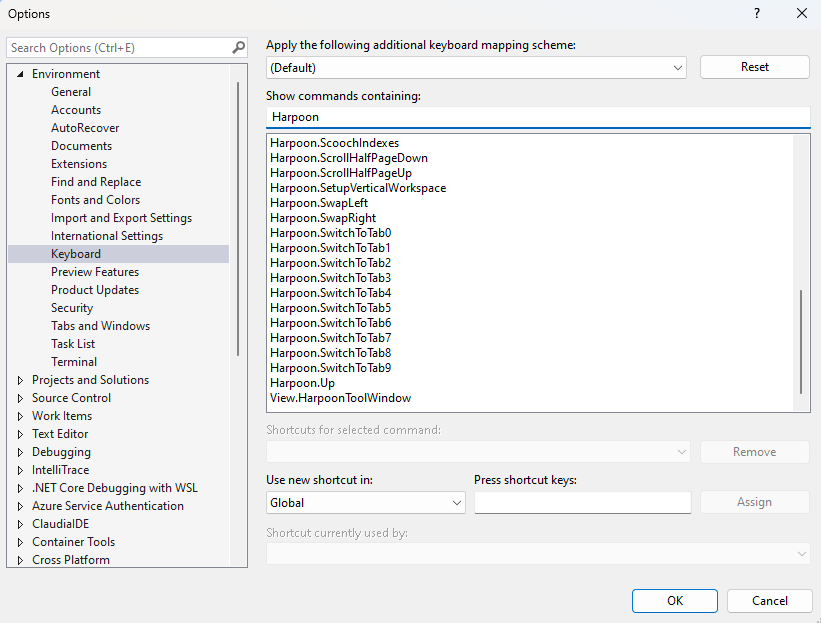 Options
?
Search Options (Ctrl+E)
Environment
General
Accounts
AutoRecover
Documents
Extensions
Find and Replace
Fonts and Colors
Import and Export Settings
International Settings
Keyboard
Preview Features
Product Updates
Security
Tabs and Windows
Task List
Terminal
Projects and Solutions
Source Control
Work Items
Text Editor
Debugging
IntelliTrace
.NET Core Debugging with WSL
Azure Service Authentication
ClaudiaIDE
Container Tools
Cross Platform
Apply the following additional keyboard mapping scheme:
(Default)
Reset
Show commands containing:
Harpoon
Harpoon.ScoochIndexes
Harpoon.ScrollHalfPageDown
Harpoon.ScrollHalfPageUp
Harpoon.SetupVerticalWorkspace
Harpoon.SwapLeft
Harpoon.SwapRight
Harpoon.SwitchToTab0
Harpoon.SwitchToTab1
Harpoon.SwitchToTab2
Harpoon.SwitchToTab3
Harpoon.SwitchToTab4
Harpoon.SwitchToTab5
Harpoon.SwitchToTab6
Harpoon.SwitchToTab7
Harpoon.SwitchToTab8
Harpoon.SwitchToTab9
Harpoon.Up
View.HarpoonToolWindow
Shortcuts for selected command:
Remove
Use new shortcut in:
Press shortcut keys:
Global
Assign
Shortcut currently used by:
OK
Cancel